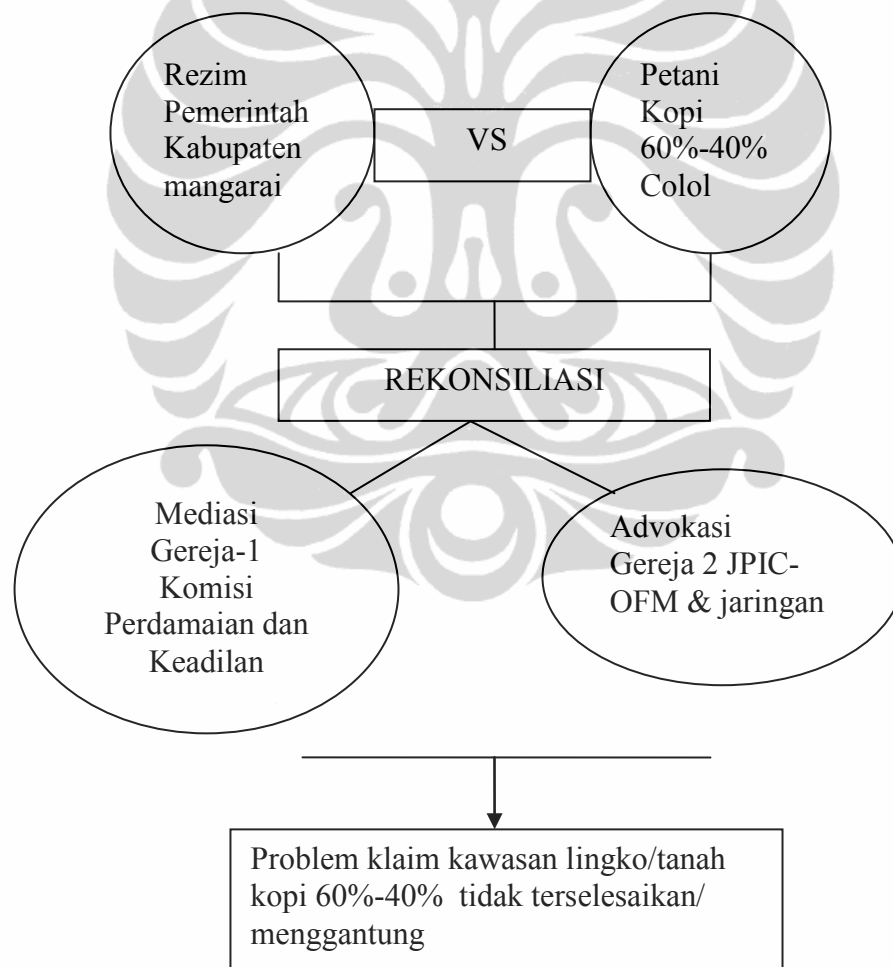 Rezim
Pemerintah
Kabupaten
mangarai
VS
Petani
Kopi
60%-40%
Colol
REKONSILIASI
Mediasi
Gereja-1
Komisi
Perdamaian dan
Keadilan
Advokasi
Gereja 2 JPIC-
OFM & jaringan
Problem klaim kawasan lingko/tanah
kopi 60%-40% tidak terselesaikan/
menggantung